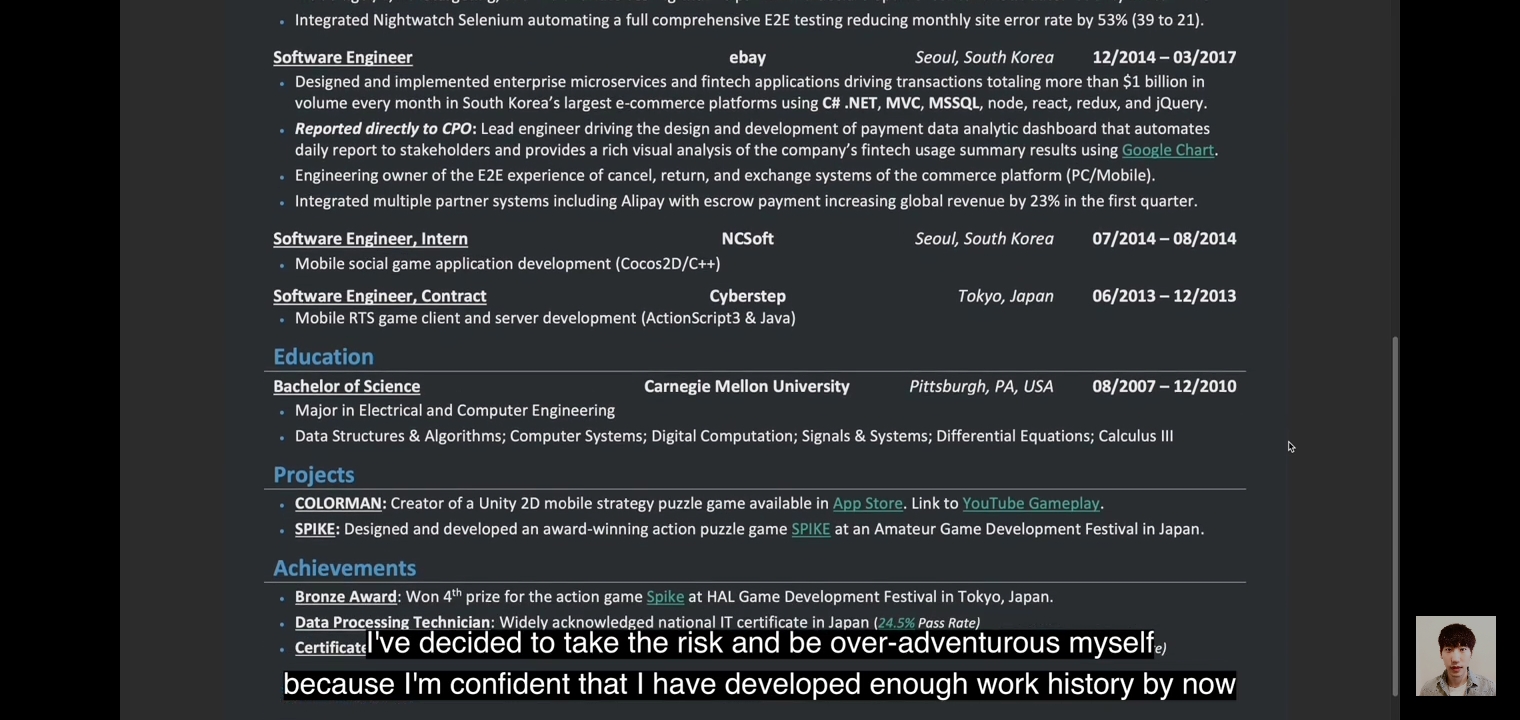 Integrated Nightwatch Selenium automating a full comprehensive E2E testing reducing monthly site error rate by 53% (39 to 21).
Software Engineer ebay Seoul, South Korea 12/2014 – 03/2017
Designed and implemented enterprise microservices and fintech applications driving transactions totaling more than $1 billion in
volume every month in South Korea's largest e-commerce platforms using C# .NET, MVC, MSSQL, node, react, redux, and jQuery.
Reported directly to CPO: Lead engineer driving the design and development of payment data analytic dashboard that automates
daily report to stakeholders and provides a rich visual analysis of the company's fintech usage summary results using Google Chart.
Engineering owner of the E2E experience of cancel, return, and exchange systems of the commerce platform (PC/Mobile).
Integrated multiple partner systems including Alipay with escrow payment increasing global revenue by 23% in the first quarter.
Software Engineer, Intern NCSoft Seoul, South Korea 07/2014 – 08/2014
Mobile social game application development (Cocos2D/C++)
Software Engineer, Contract Cyberstep Tokyo, Japan 06/2013 – 12/2013
Mobile RTS game client and server development (ActionScript3 & Java)
Education
Bachelor of Science Carnegie Mellon University Pittsburgh, PA, USA 08/2007 – 12/2010
Major in Electrical and Computer Engineering
Data Structures & Algorithms; Computer Systems; Digital Computation; Signals & Systems; Differential Equations; Calculus III
Projects
COLORMAN: Creator of a Unity 2D mobile strategy puzzle game available in App Store. Link to YouTube Gameplay.
SPIKE: Designed and developed an award-winning action puzzle game SPIKE at an Amateur Game Development Festival in Japan.
Achievements
Bronze Award: Won 4th prize for the action game Spike at HAL Game Development Festival in Tokyo, Japan.
Data Processing Technician: Widely acknowledged national IT certificate in Japan (24.5% Pass Rate)
Certificate
I've decided to take the risk and be over-adventurous myself
because I'm confident that I have developed enough work history by now